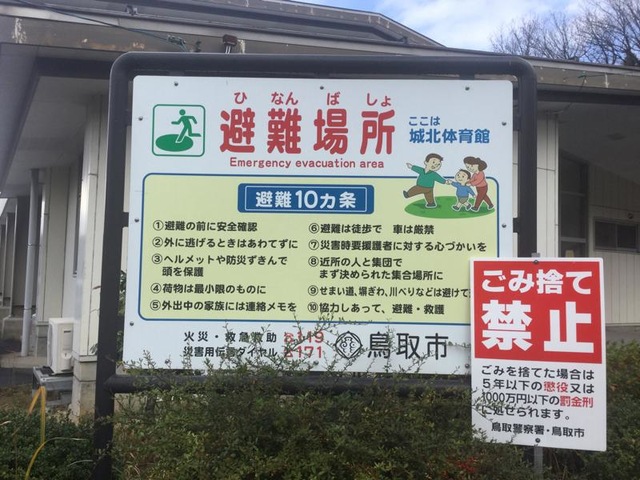 ひなんばしょ
避難場所
ここは
城北体育館
Emergency evacuation area
避難10カ条
①避難の前に安全確認
②外に逃げるときはあわてずに
③ヘルメットや防災ずきんで
頭を保護
④荷物は最小限のものに
⑤外出中の家族には連絡メモを
⑥避難は徒歩で 車は厳禁
⑦災害時要援護者に対する心づかいを
⑧近所の人と集団で
まず決められた集合場所に
⑨せまい道、塀ぎわ、川べりなどは避けて
⑩協力しあって、避難・救護
火災・救急救助
119
災害用伝言ダイヤル
171
鳥取市
ごみ捨て
禁止
ごみを捨てた場合は
5年以下の懲役又は
1000万円以下の罰金刑
に処せられます。
鳥取警察署・鳥取市